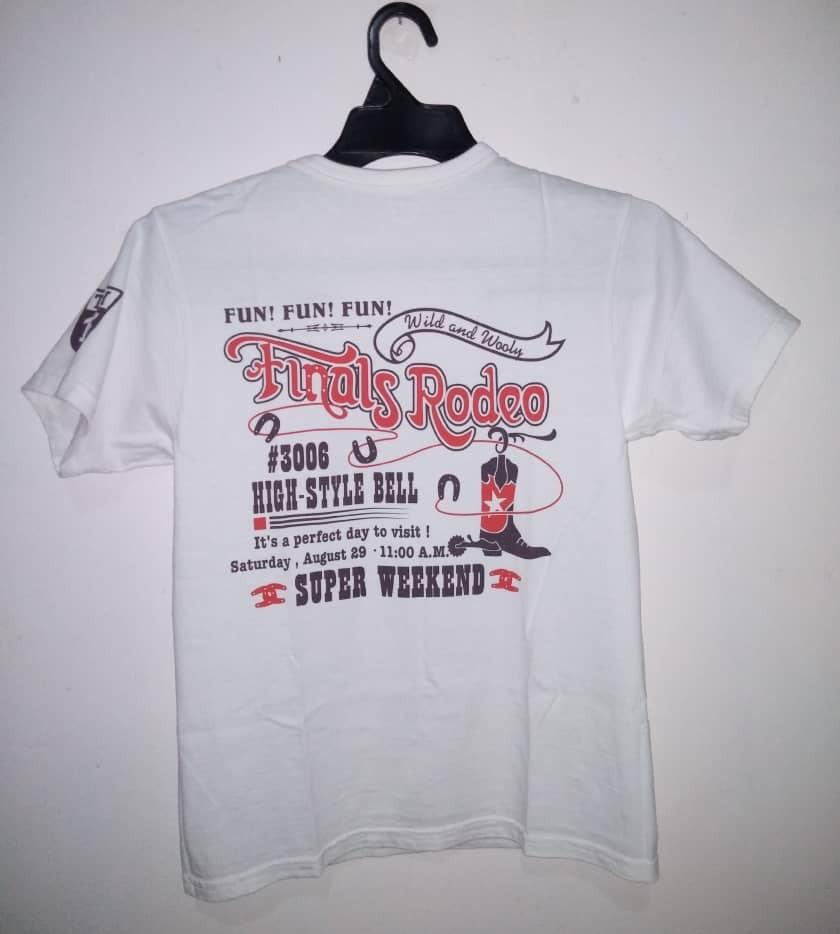 FUN! FUN! FUN!
Wild and Wooly
Finals Rodeo
#3006
HIGH-STYLE BELL
It's a perfect day to visit !
Saturday , August 29 · 11:00 A.M.
SUPER WEEKEND